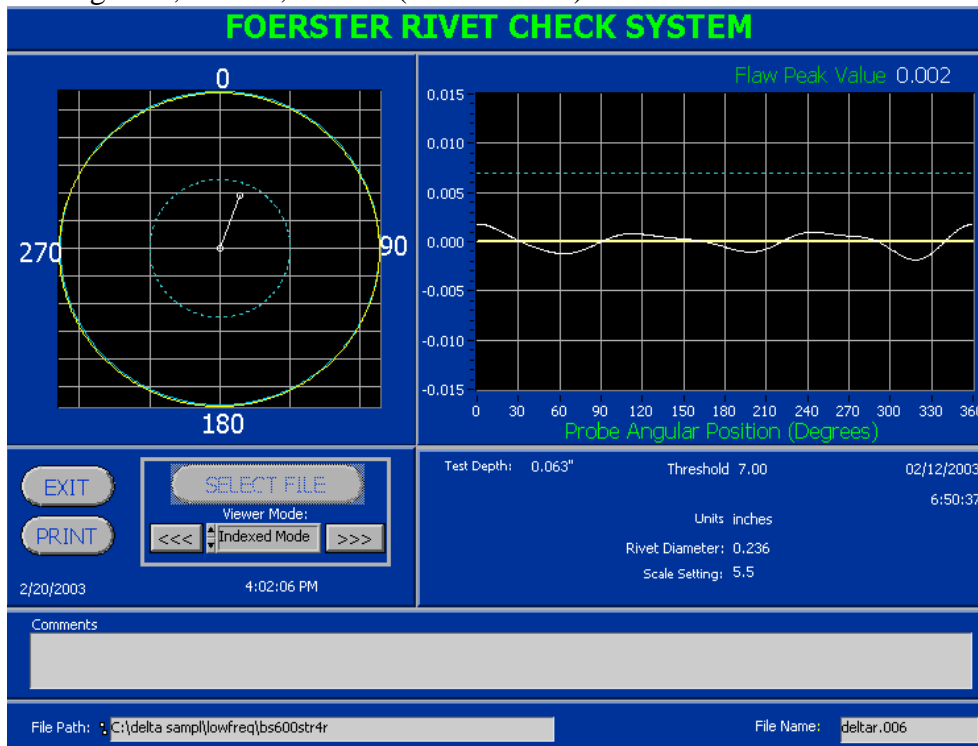 FOERSTER RIVET CHECK SYSTEM
0
270
90
180
Flaw Peak Value 0.002
0.015
0.010
0.005
0.000
-0.005
-0.010
-0.015
0 30 60 90 120 150 180 210 240 270 300 330 360
Probe Angular Position (Degrees)
EXIT
PRINT
SELECT FILE
Viewer Mode:
<<< Indexed Mode >>>
2/20/2003 4:02:06 PM
Test Depth: 0.063" Threshold 7.00 02/12/2003
6:50:37
Units inches
Rivet Diameter: 0.236
Scale Setting: 5.5
Comments
File Path: C:\delta sampl\lowfreq\bs600str4r
File Name: deltar.006